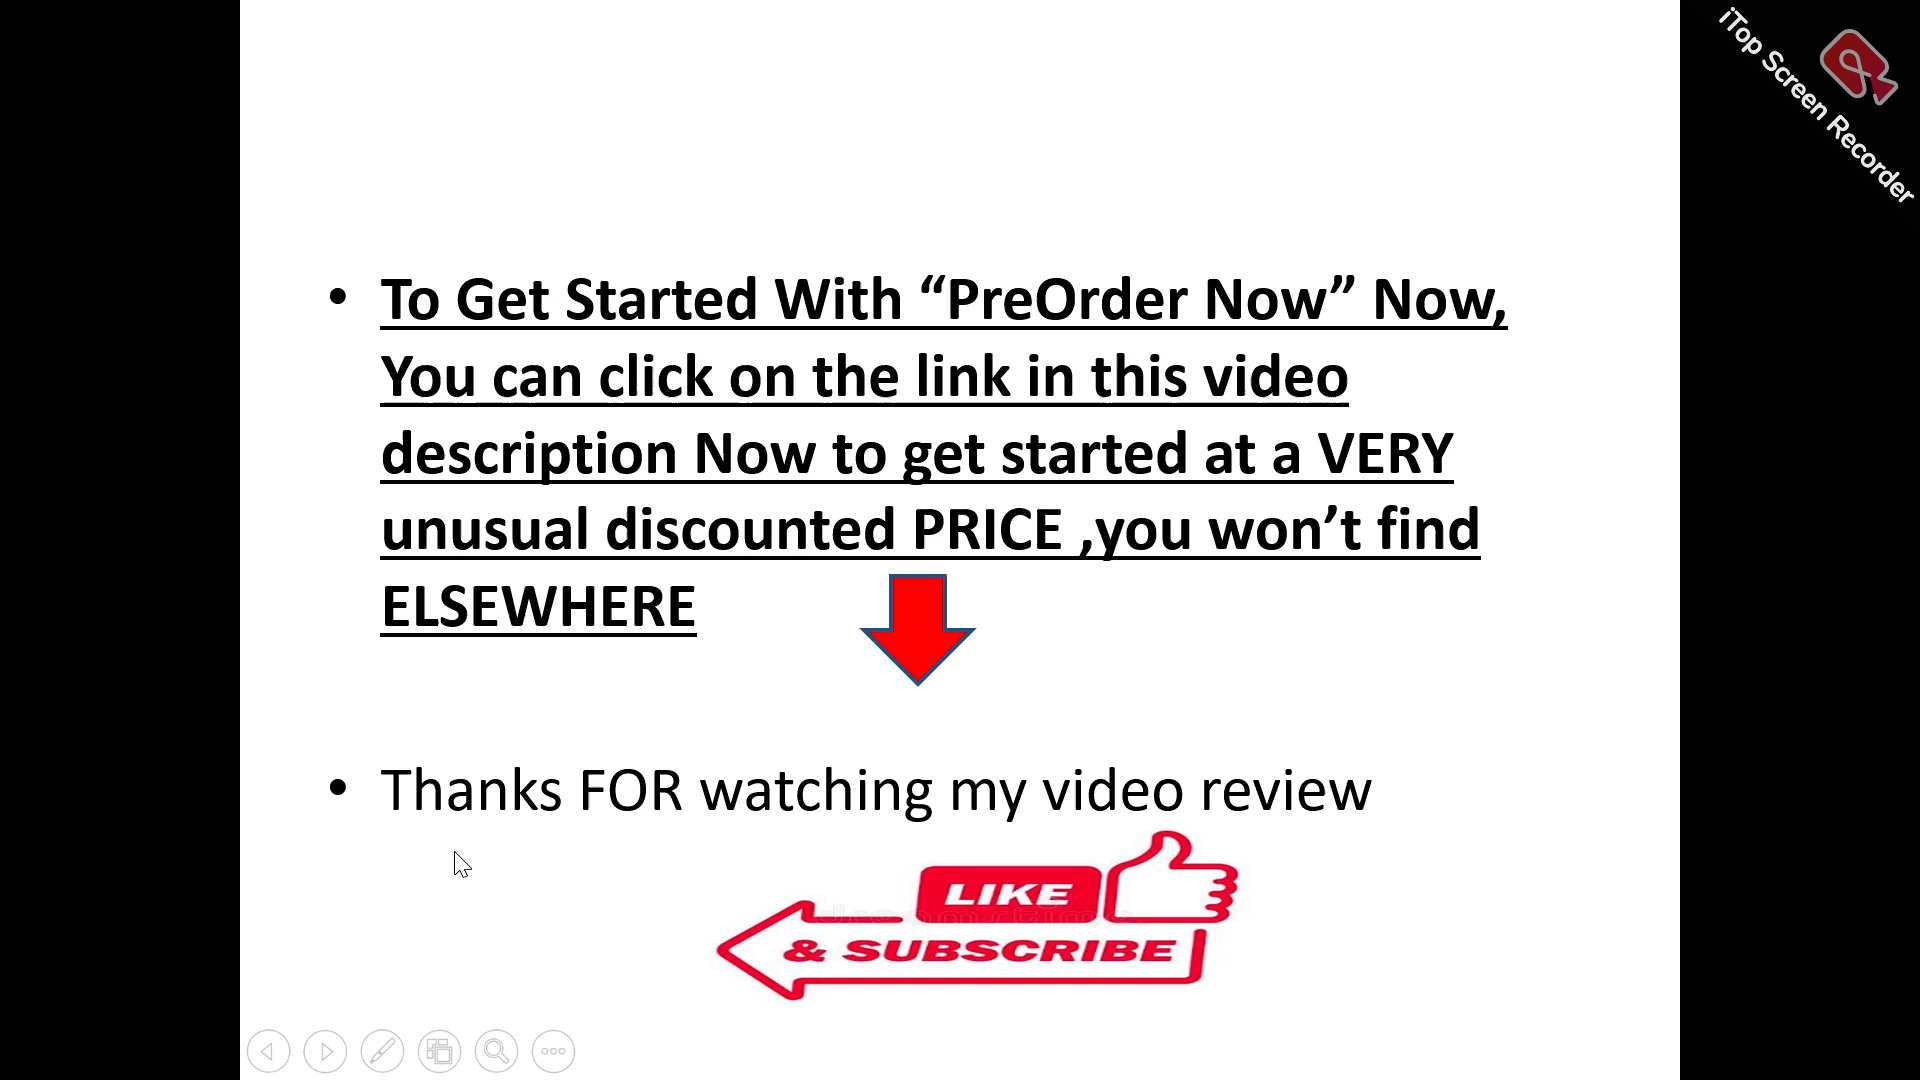 iTop Screen Recorder
• To Get Started With “PreOrder Now” Now,
You can click on the link in this video
description Now to get started at a VERY
unusual discounted PRICE ,you won’t find
ELSEWHERE
• Thanks FOR watching my video review
LIKE
& SUBSCRIBE